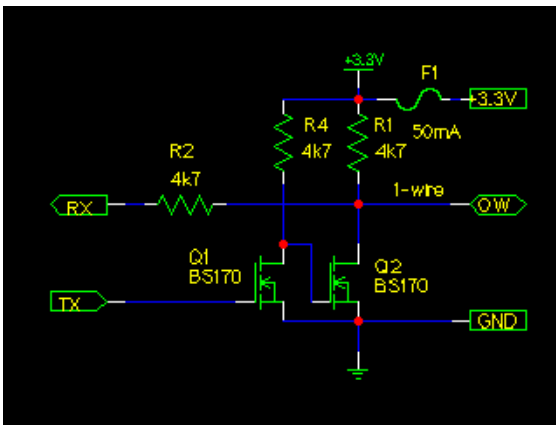 +3.3V
F1
+3.3V
50mA
R4
4k7
R1
4k7
R2
4k7
1-wire
RX
OW
Q1
BS170
Q2
BS170
TX
GND